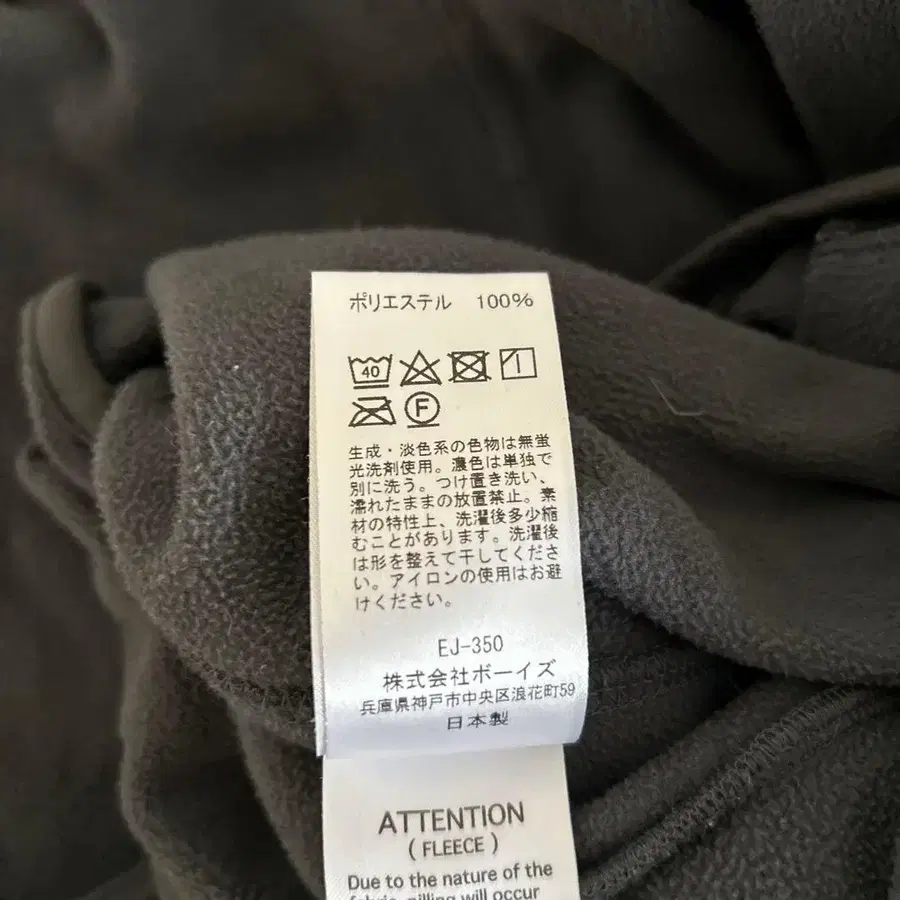 ポリエステル 100%
40
F
生成・淡色系の色物は無蛍
光洗剤使用。濃色は単独で
別に洗う。つけ置き洗い、
濡れたままの放置禁止。素
材の特性上、洗濯後多少縮
むことがあります。洗濯後
は形を整えて干してくださ
い。アイロンの使用はお避
けください。
EJ-350
株式会社ボーイズ
兵庫県神戸市中央区浪花町59
日本製
ATTENTION
( FLEECE )
Due to the nature of the
fabric, pilling will occur